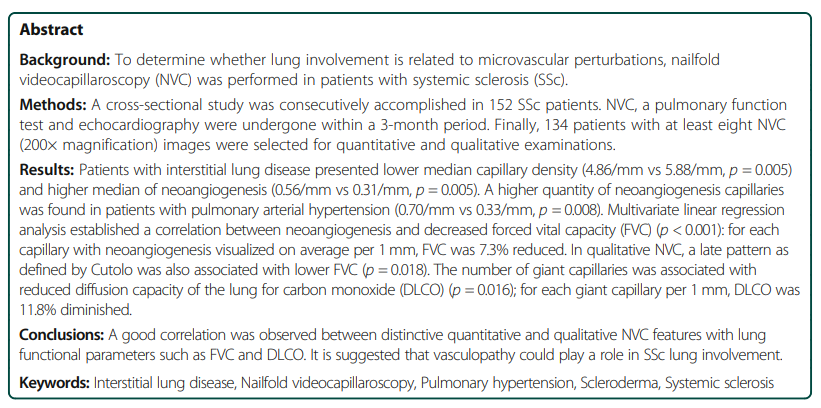 Abstract
Background: To determine whether lung involvement is related to microvascular perturbations, nailfold
videocapillaroscopy (NVC) was performed in patients with systemic sclerosis (SSc).
Methods: A cross-sectional study was consecutively accomplished in 152 SSc patients. NVC, a pulmonary function
test and echocardiography were undergone within a 3-month period. Finally, 134 patients with at least eight NVC
(200× magnification) images were selected for quantitative and qualitative examinations.
Results: Patients with interstitial lung disease presented lower median capillary density (4.86/mm vs 5.88/mm, p = 0.005)
and higher median of neoangiogenesis (0.56/mm vs 0.31/mm, p = 0.005). A higher quantity of neoangiogenesis capillaries
was found in patients with pulmonary arterial hypertension (0.70/mm vs 0.33/mm, p = 0.008). Multivariate linear regression
analysis established a correlation between neoangiogenesis and decreased forced vital capacity (FVC) (p < 0.001): for each
capillary with neoangiogenesis visualized on average per 1 mm, FVC was 7.3% reduced. In qualitative NVC, a late pattern as
defined by Cutolo was also associated with lower FVC (p = 0.018). The number of giant capillaries was associated with
reduced diffusion capacity of the lung for carbon monoxide (DLCO) (p = 0.016); for each giant capillary per 1 mm, DLCO was
11.8% diminished.
Conclusions: A good correlation was observed between distinctive quantitative and qualitative NVC features with lung
functional parameters such as FVC and DLCO. It is suggested that vasculopathy could play a role in SSc lung involvement.
Keywords: Interstitial lung disease, Nailfold videocapillaroscopy, Pulmonary hypertension, Scleroderma, Systemic sclerosis